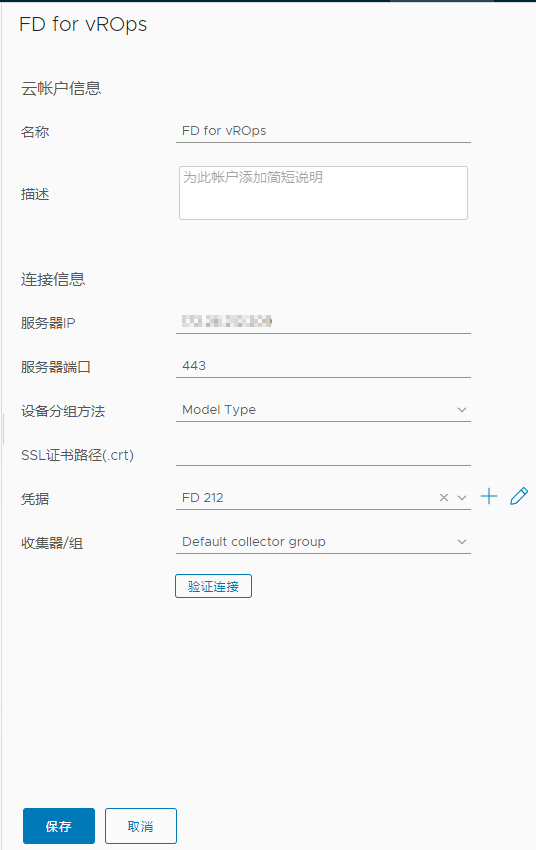 FD for vROps
云帐户信息
名称 FD for vROps
描述 为此帐户添加简短说明
连接信息
服务器IP
服务器端口 443
设备分组方法 Model Type
SSL证书路径(.crt)
凭据 FD 212
收集器/组 Default collector group
验证连接
保存 取消